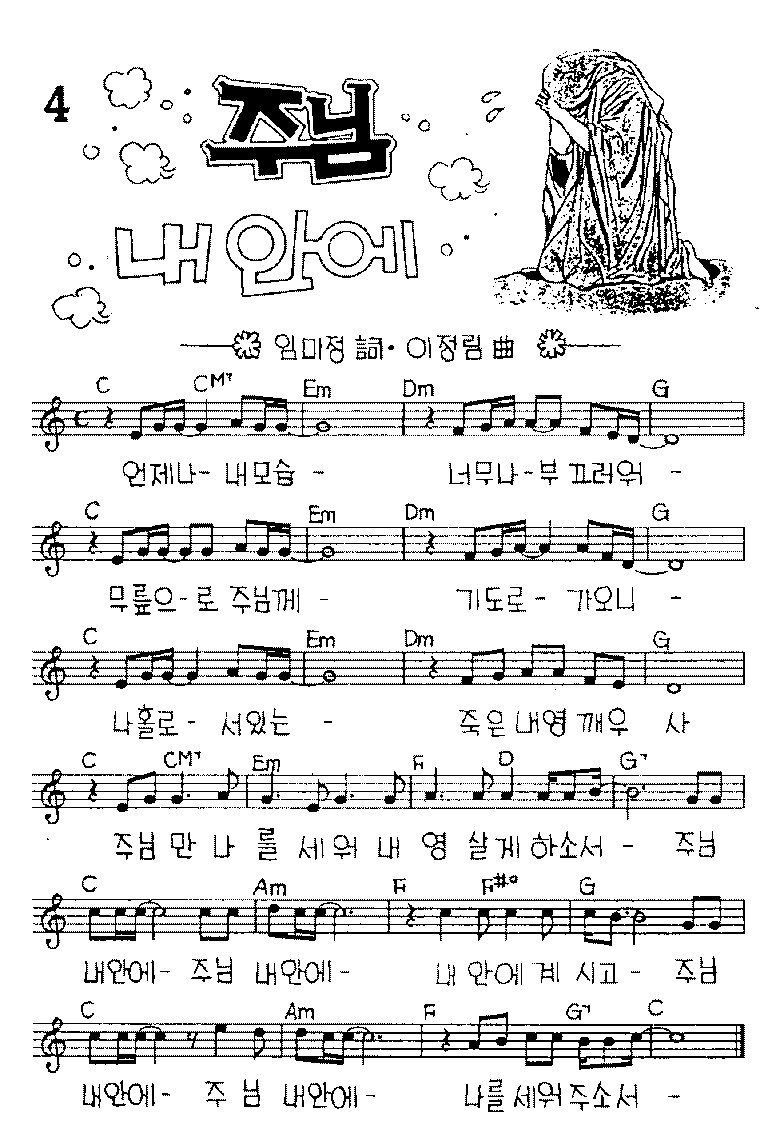 4
주님
내 안에
임미정 詞 · 이정림 曲
C CM7 Em Dm G
언제나- 내모습 - 너무나-부 끄러워 -
C Em Dm G
무릎으-로 주님께 - 기도로- 가오니 -
C Em Dm G
나홀로- 서있는 - 죽은 내영 깨우 사
C CM7 Em F D G7
주님 만 나 를 세 워 내 영 살 게 하소서 - 주님
C Am F F#º G
내안에- 주님 내안에- 내 안에 계 시고- 주님
C Am F G7 C
내안에- 주 님 내안에- 나를 세워 주소서 -